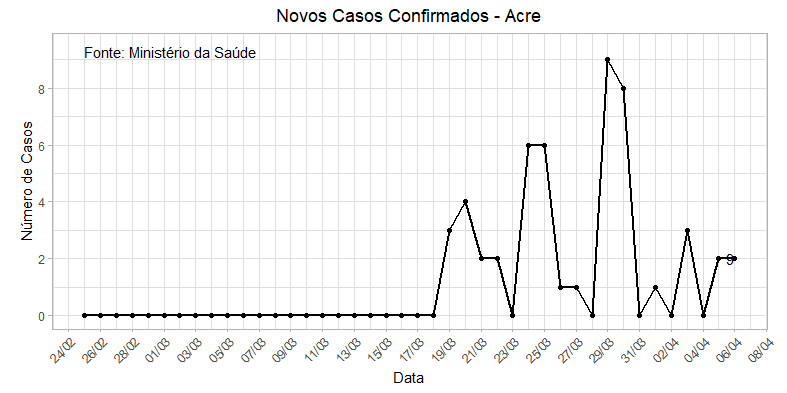 Novos Casos Confirmados - Acre
Fonte: Ministério da Saúde
Número de Casos
8
6
4
2
0
9
24/02 26/02 28/02 01/03 03/03 05/03 07/03 09/03 11/03 13/03 15/03 17/03 19/03 21/03 23/03 25/03 27/03 29/03 31/03 02/04 04/04 06/04 08/04
Data